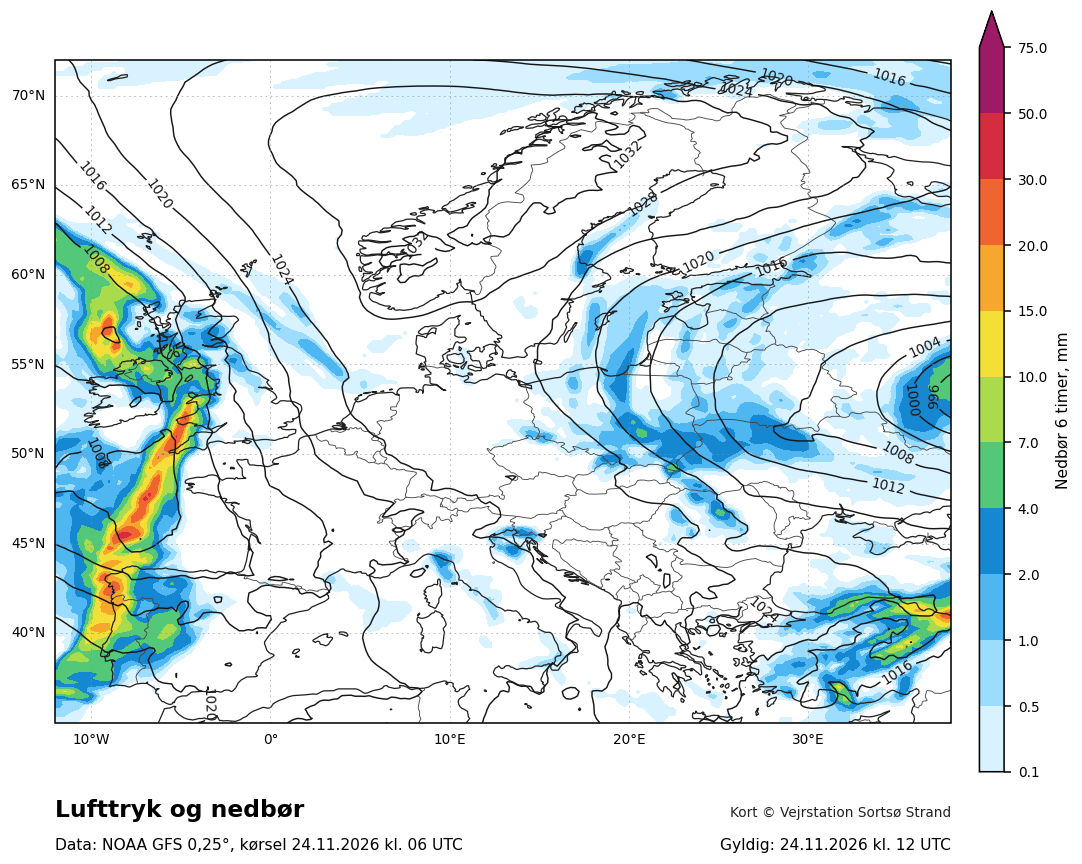 75.0
50.0
30.0
20.0
15.0
10.0
7.0
4.0
2.0
1.0
0.5
0.1
Nedbør 6 timer, mm
70°N
65°N
60°N
55°N
50°N
45°N
40°N
10°W
0°
10°E
20°E
30°E
1020
1016
1024
1032
1016
1020
1028
1012
1008
1032
1024
1020
1016
1004
1000
996
1008
1008
1012
1024
1016
1020
Lufttryk og nedbør
Kort © Vejrstation Sortsø Strand
Data: NOAA GFS 0,25°, kørsel 24.11.2026 kl. 06 UTC
Gyldig: 24.11.2026 kl. 12 UTC